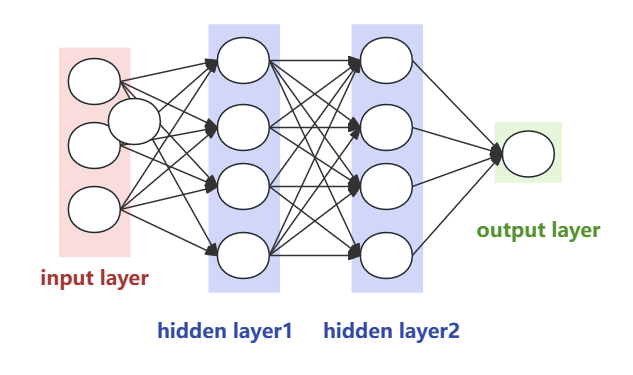 output layer
input layer
hidden layer1
hidden layer2